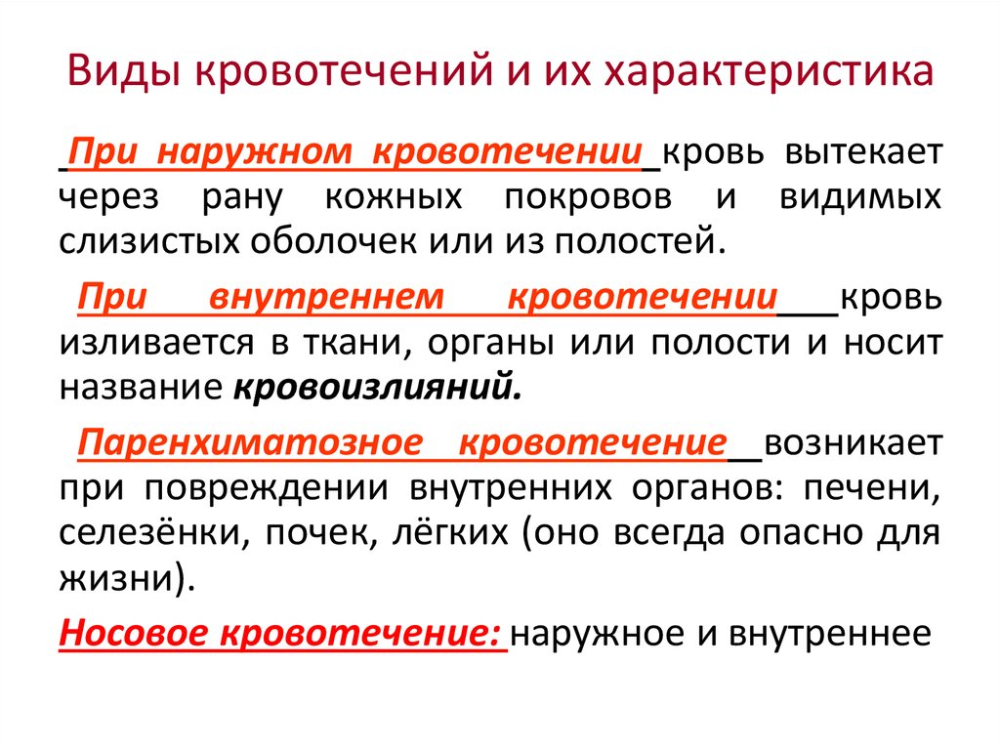 Виды кровотечений и их характеристика
При наружном кровотечении кровь вытекает
через рану кожных покровов и видимых
слизистых оболочек или из полостей.
При внутреннем кровотечении кровь
изливается в ткани, органы или полости и носит
название кровоизлияний.
Паренхиматозное кровотечение возникает
при повреждении внутренних органов: печени,
селезёнки, почек, лёгких (оно всегда опасно для
жизни).
Носовое кровотечение: наружное и внутреннее